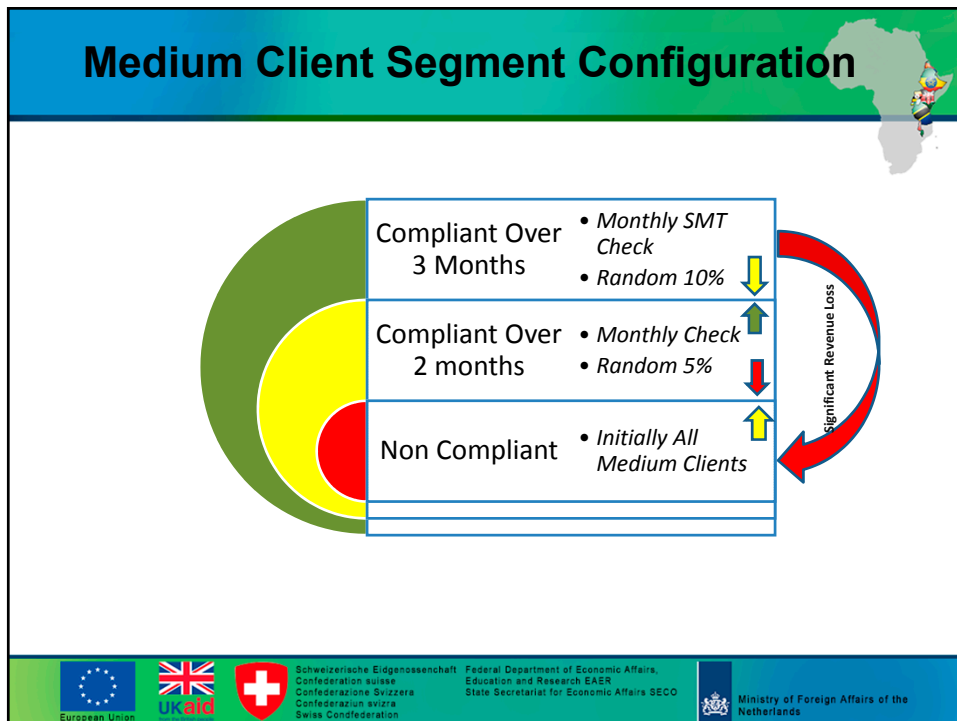 Medium Client Segment Configuration
Compliant Over
3 Months
• Monthly SMT
Check
• Random 10%
Compliant Over
2 months
• Monthly Check
• Random 5%
Non Compliant
• Initially All
Medium Clients
Significant Revenue Loss
European Union
UKaid
Schweizerische Eidgenossenchaft
Confederation suisse
Confederazione Svizzera
Confederaziun svizra
Swiss Condfederation
Federal Department of Economic Affairs,
Education and Research EAER
State Secretariat for Economic Affairs SECO
Ministry of Foreign Affairs of the
Netherlands